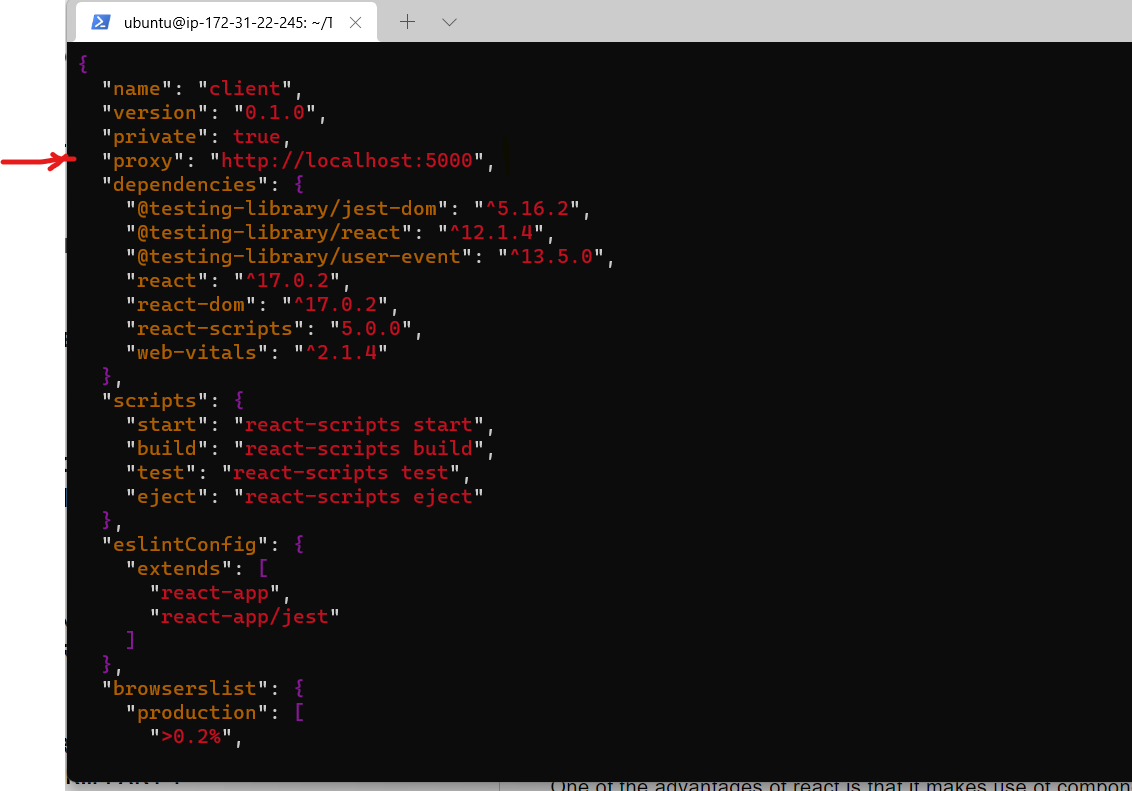 ubuntu@ip-172-31-22-245: ~/T
{
  "name": "client",
  "version": "0.1.0",
  "private": true,
  "proxy": "http://localhost:5000",
  "dependencies": {
    "@testing-library/jest-dom": "^5.16.2",
    "@testing-library/react": "^12.1.4",
    "@testing-library/user-event": "^13.5.0",
    "react": "^17.0.2",
    "react-dom": "^17.0.2",
    "react-scripts": "5.0.0",
    "web-vitals": "^2.1.4"
  },
  "scripts": {
    "start": "react-scripts start",
    "build": "react-scripts build",
    "test": "react-scripts test",
    "eject": "react-scripts eject"
  },
  "eslintConfig": {
    "extends": [
      "react-app",
      "react-app/jest"
    ]
  },
  "browserslist": {
    "production": [
      ">0.2%",
One of the advantages of react is that it makes use of compon